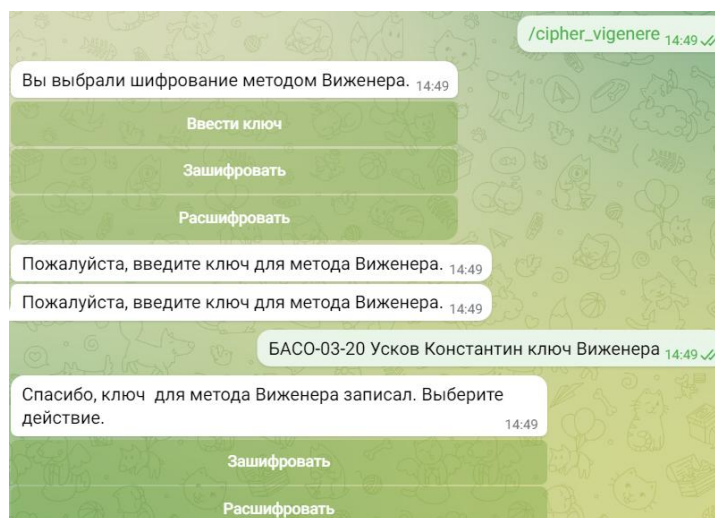 /cipher_vigenere 14:49
Вы выбрали шифрование методом Виженера. 14:49
Ввести ключ
Зашифровать
Расшифровать
Пожалуйста, введите ключ для метода Виженера. 14:49
Пожалуйста, введите ключ для метода Виженера. 14:49
БАСО-03-20 Усков Константин ключ Виженера 14:49
Спасибо, ключ для метода Виженера записал. Выберите
действие. 14:49
Зашифровать
Расшифровать